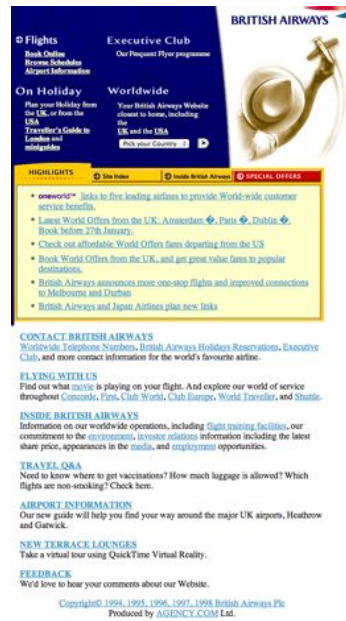 BRITISH AIRWAYS
Flights
Book Online
Browse Schedules
Airport Information
Executive Club
Our Frequent Flyer programme
On Holiday
Plan your Holiday from
the UK, or from the
USA
Traveller's Guide to
London and
miniguides
Worldwide
Your British Airways Website
closest to home, including
the
UK and the USA
Pick your Country
HIGHLIGHTS
Site Index
Inside British Airways
SPECIAL OFFERS
oneworld™ links to five leading airlines to provide World-wide customer
service benefits.
Latest World Offers from the UK: Amsterdam �, Paris �, Dublin �.
Book before 27th January.
Check out affordable World Offers fares departing from the US
Book World Offers from the UK, and get great value fares to popular
destinations.
British Airways announces more one-stop flights and improved connections
to Melbourne and Durban
British Airways and Japan Airlines plan new links
CONTACT BRITISH AIRWAYS
Worldwide Telephone Numbers, British Airways Holidays Reservations, Executive
Club, and more contact information for the world's favourite airline.
FLYING WITH US
Find out what movie is playing on your flight. And explore our world of service
throughout Concorde, First, Club World, Club Europe, World Traveller, and Shuttle.
INSIDE BRITISH AIRWAYS
Information on our worldwide operations, including flight training facilities, our
commitment to the environment, investor relations information including the latest
share price, appearances in the media, and employment opportunities.
TRAVEL Q&A
Need to know where to get vaccinations? How much luggage is allowed? Which
flights are non-smoking? Check here.
AIRPORT INFORMATION
Our new guide will help you find your way around the major UK airports, Heathrow
and Gatwick.
NEW TERRACE LOUNGES
Take a virtual tour using QuickTime Virtual Reality.
FEEDBACK
We'd love to hear your comments about our Website.
Copyright© 1994, 1995, 1996, 1997, 1998 British Airways Plc
Produced by AGENCY.COM Ltd.